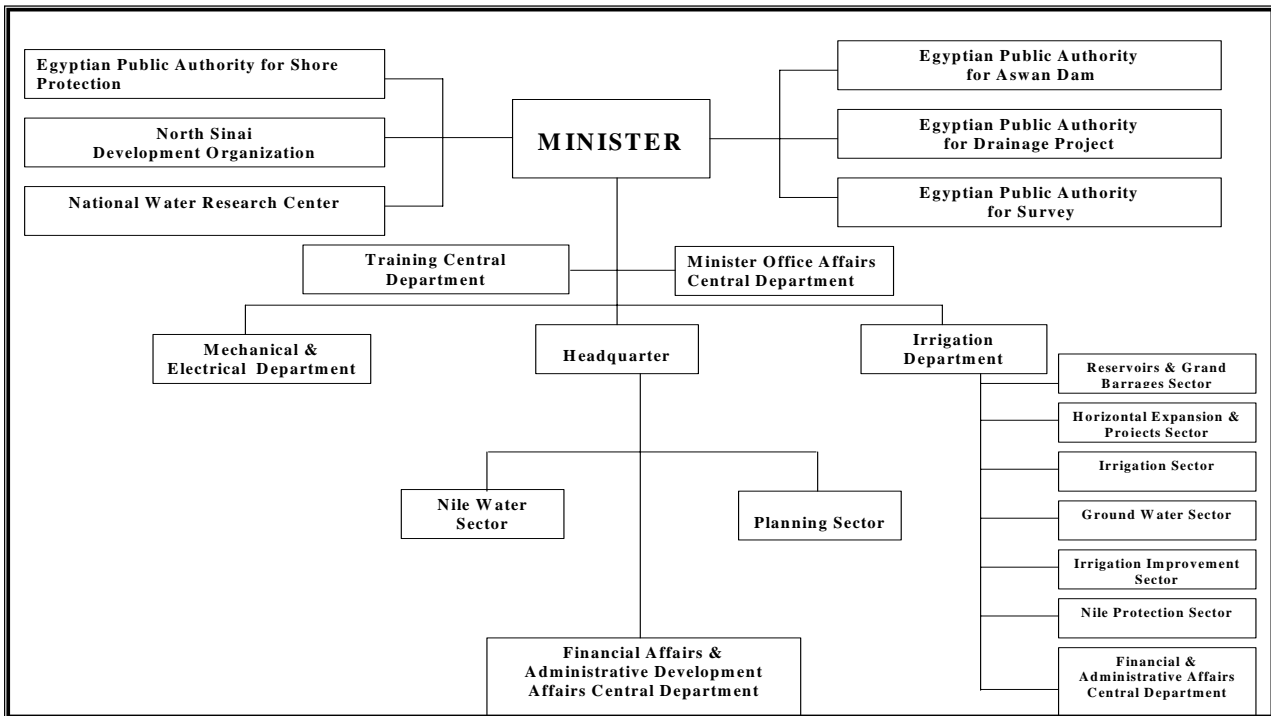 Egyptian Public Authority for Shore
Protection
North Sinai
Development Organization
National Water Research Center
MINISTER
Egyptian Public Authority
for Aswan Dam
Egyptian Public Authority
for Drainage Project
Egyptian Public Authority
for Survey
Training Central
Department
Minister Office Affairs
Central Department
Mechanical &
Electrical Department
Headquarter
Irrigation
Department
Reservoirs & Grand
Barrages Sector
Horizontal Expansion &
Projects Sector
Irrigation Sector
Ground Water Sector
Irrigation Improvement
Sector
Nile Protection Sector
Financial &
Administrative Affairs
Central Department
Nile Water
Sector
Planning Sector
Financial Affairs &
Administrative Development
Affairs Central Department